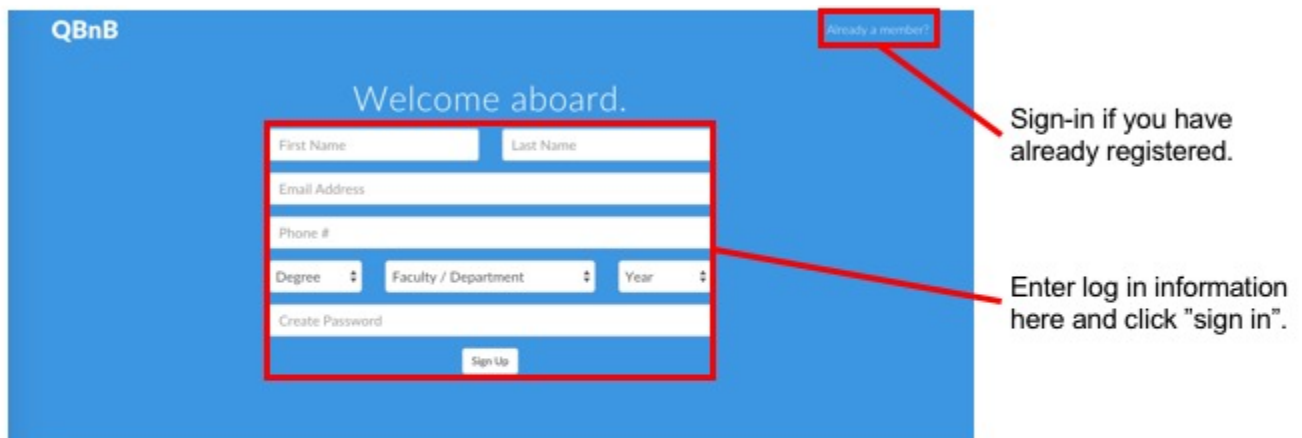 QBnB
Already a member?
Welcome aboard.
First Name
Last Name
Email Address
Phone #
Degree
Faculty / Department
Year
Create Password
Sign Up
Sign-in if you have
already registered.
Enter log in information
here and click ”sign in”.